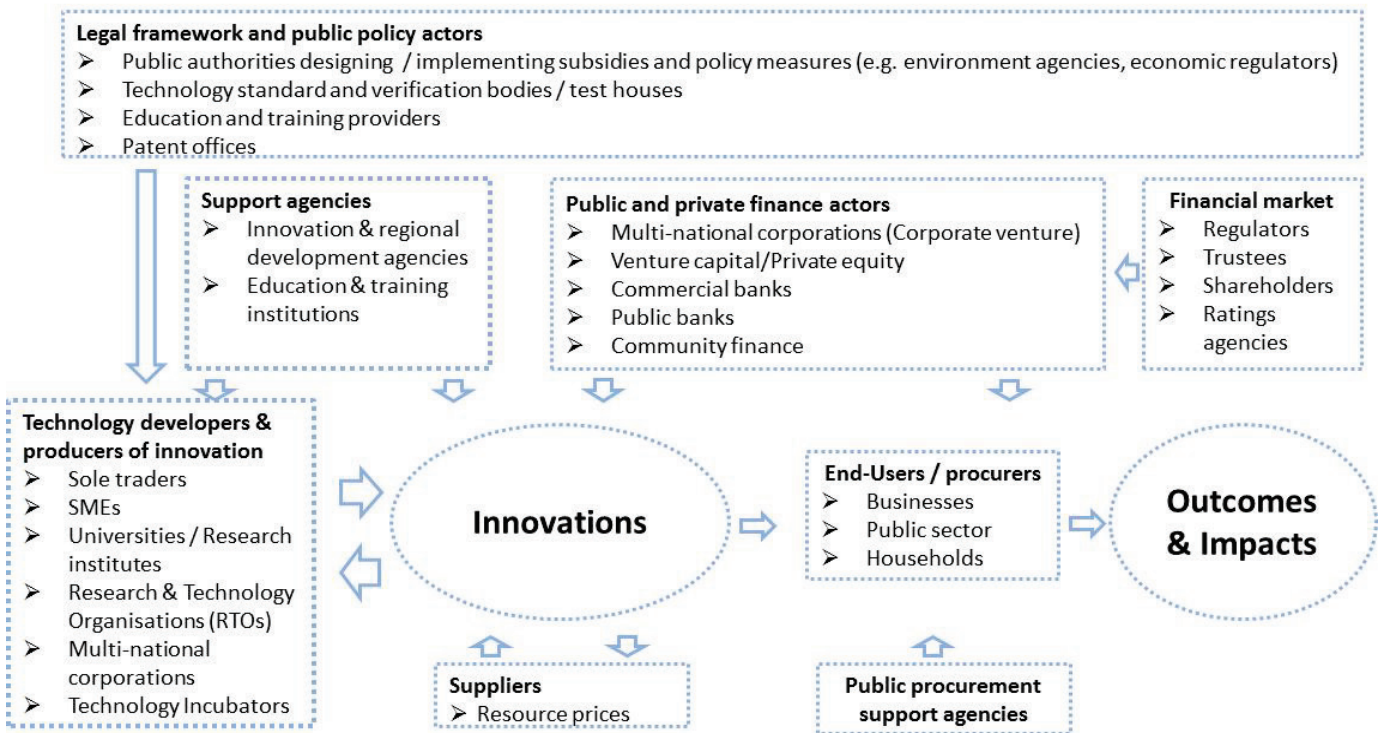 Legal framework and public policy actors
➢ Public authorities designing / implementing subsidies and policy measures (e.g. environment agencies, economic regulators)
➢ Technology standard and verification bodies / test houses
➢ Education and training providers
➢ Patent offices
Support agencies
➢ Innovation & regional
development agencies
➢ Education & training
institutions
Public and private finance actors
➢ Multi-national corporations (Corporate venture)
➢ Venture capital/Private equity
➢ Commercial banks
➢ Public banks
➢ Community finance
Financial market
➢ Regulators
➢ Trustees
➢ Shareholders
➢ Ratings
agencies
Technology developers &
producers of innovation
➢ Sole traders
➢ SMEs
➢ Universities / Research
institutes
➢ Research & Technology
Organisations (RTOs)
➢ Multi-national
corporations
➢ Technology Incubators
Innovations
End-Users / procurers
➢ Businesses
➢ Public sector
➢ Households
Outcomes
& Impacts
Suppliers
➢ Resource prices
Public procurement
support agencies